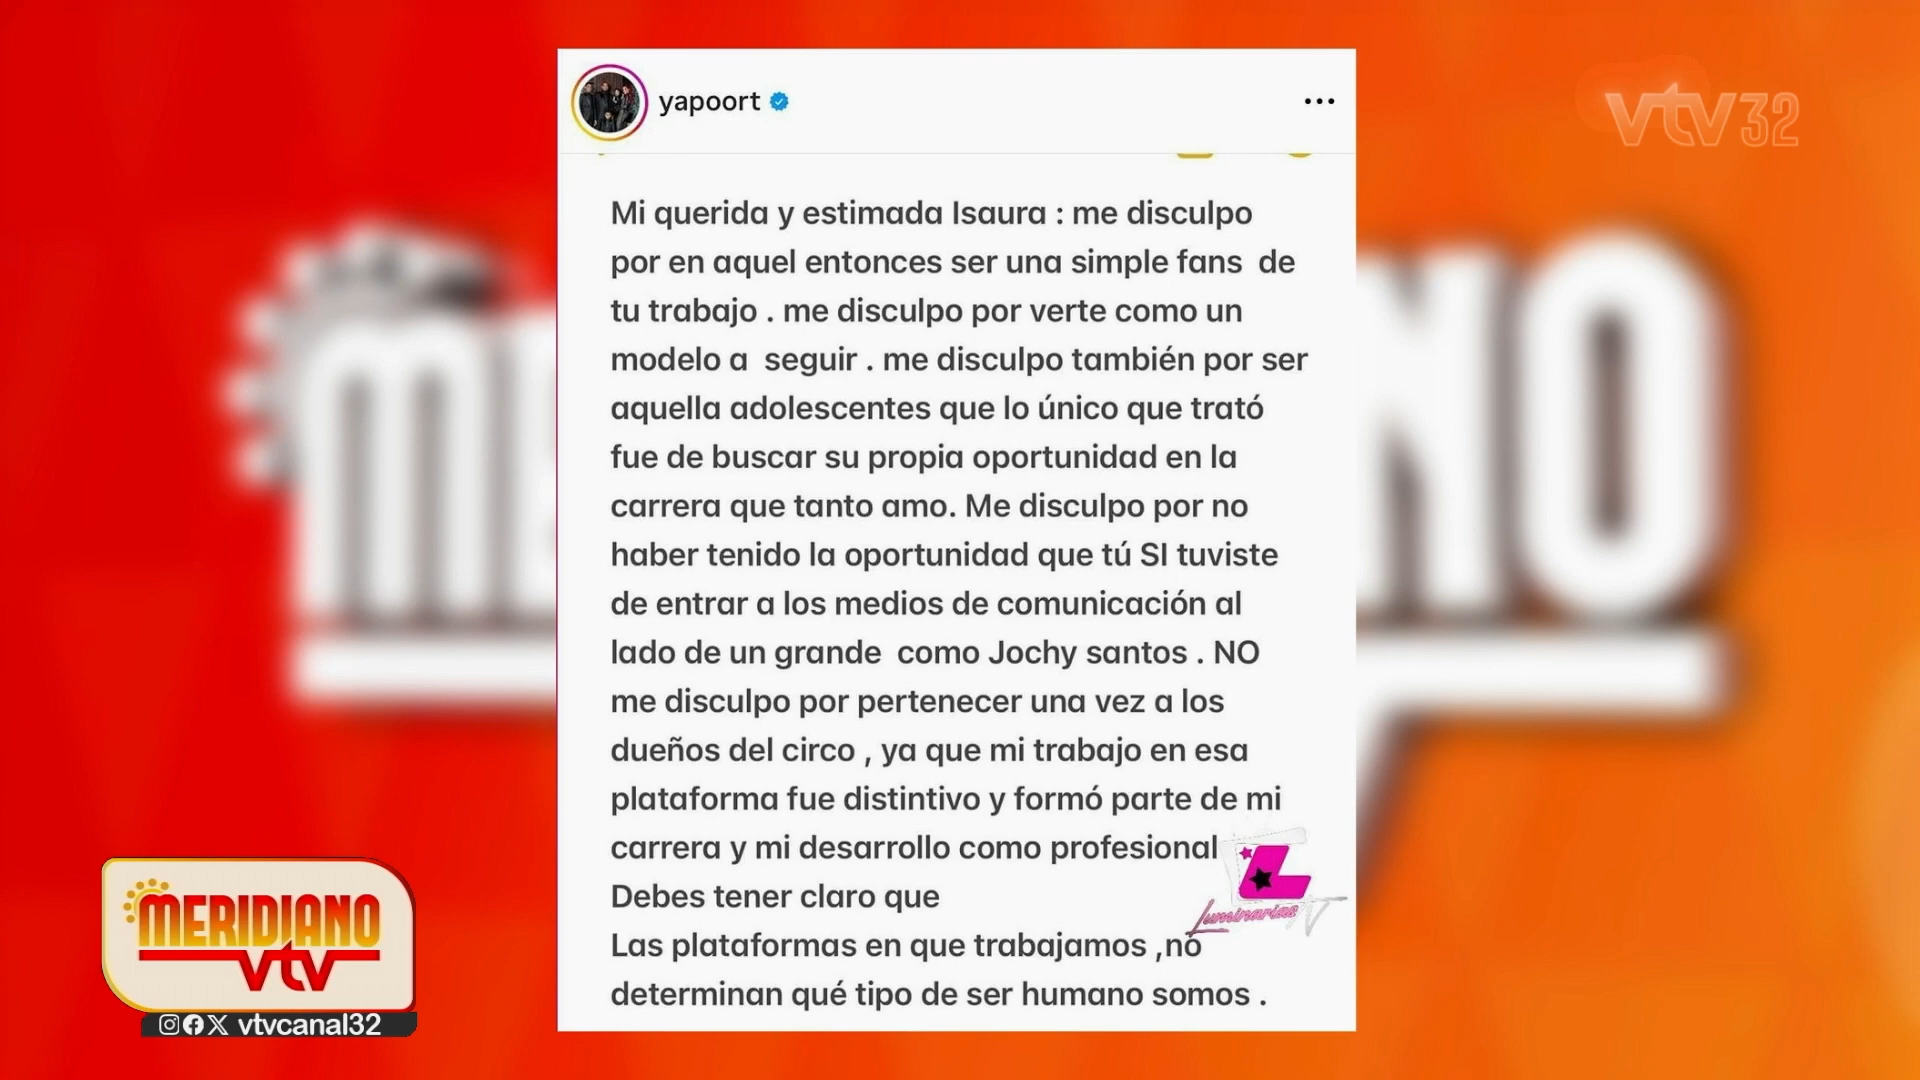 yapoort
vtv32
Mi querida y estimada Isaura : me disculpo
por en aquel entonces ser una simple fans de
tu trabajo . me disculpo por verte como un
modelo a seguir . me disculpo también por ser
aquella adolescentes que lo único que trató
fue de buscar su propia oportunidad en la
carrera que tanto amo. Me disculpo por no
haber tenido la oportunidad que tú SI tuviste
de entrar a los medios de comunicación al
lado de un grande como Jochy santos . NO
me disculpo por pertenecer una vez a los
dueños del circo , ya que mi trabajo en esa
plataforma fue distintivo y formó parte de mi
carrera y mi desarrollo como profesional
Debes tener claro que
Las plataformas en que trabajamos ,no
determinan qué tipo de ser humano somos .
Luminarias TV
MERIDIANO
vtv
vtvcanal32